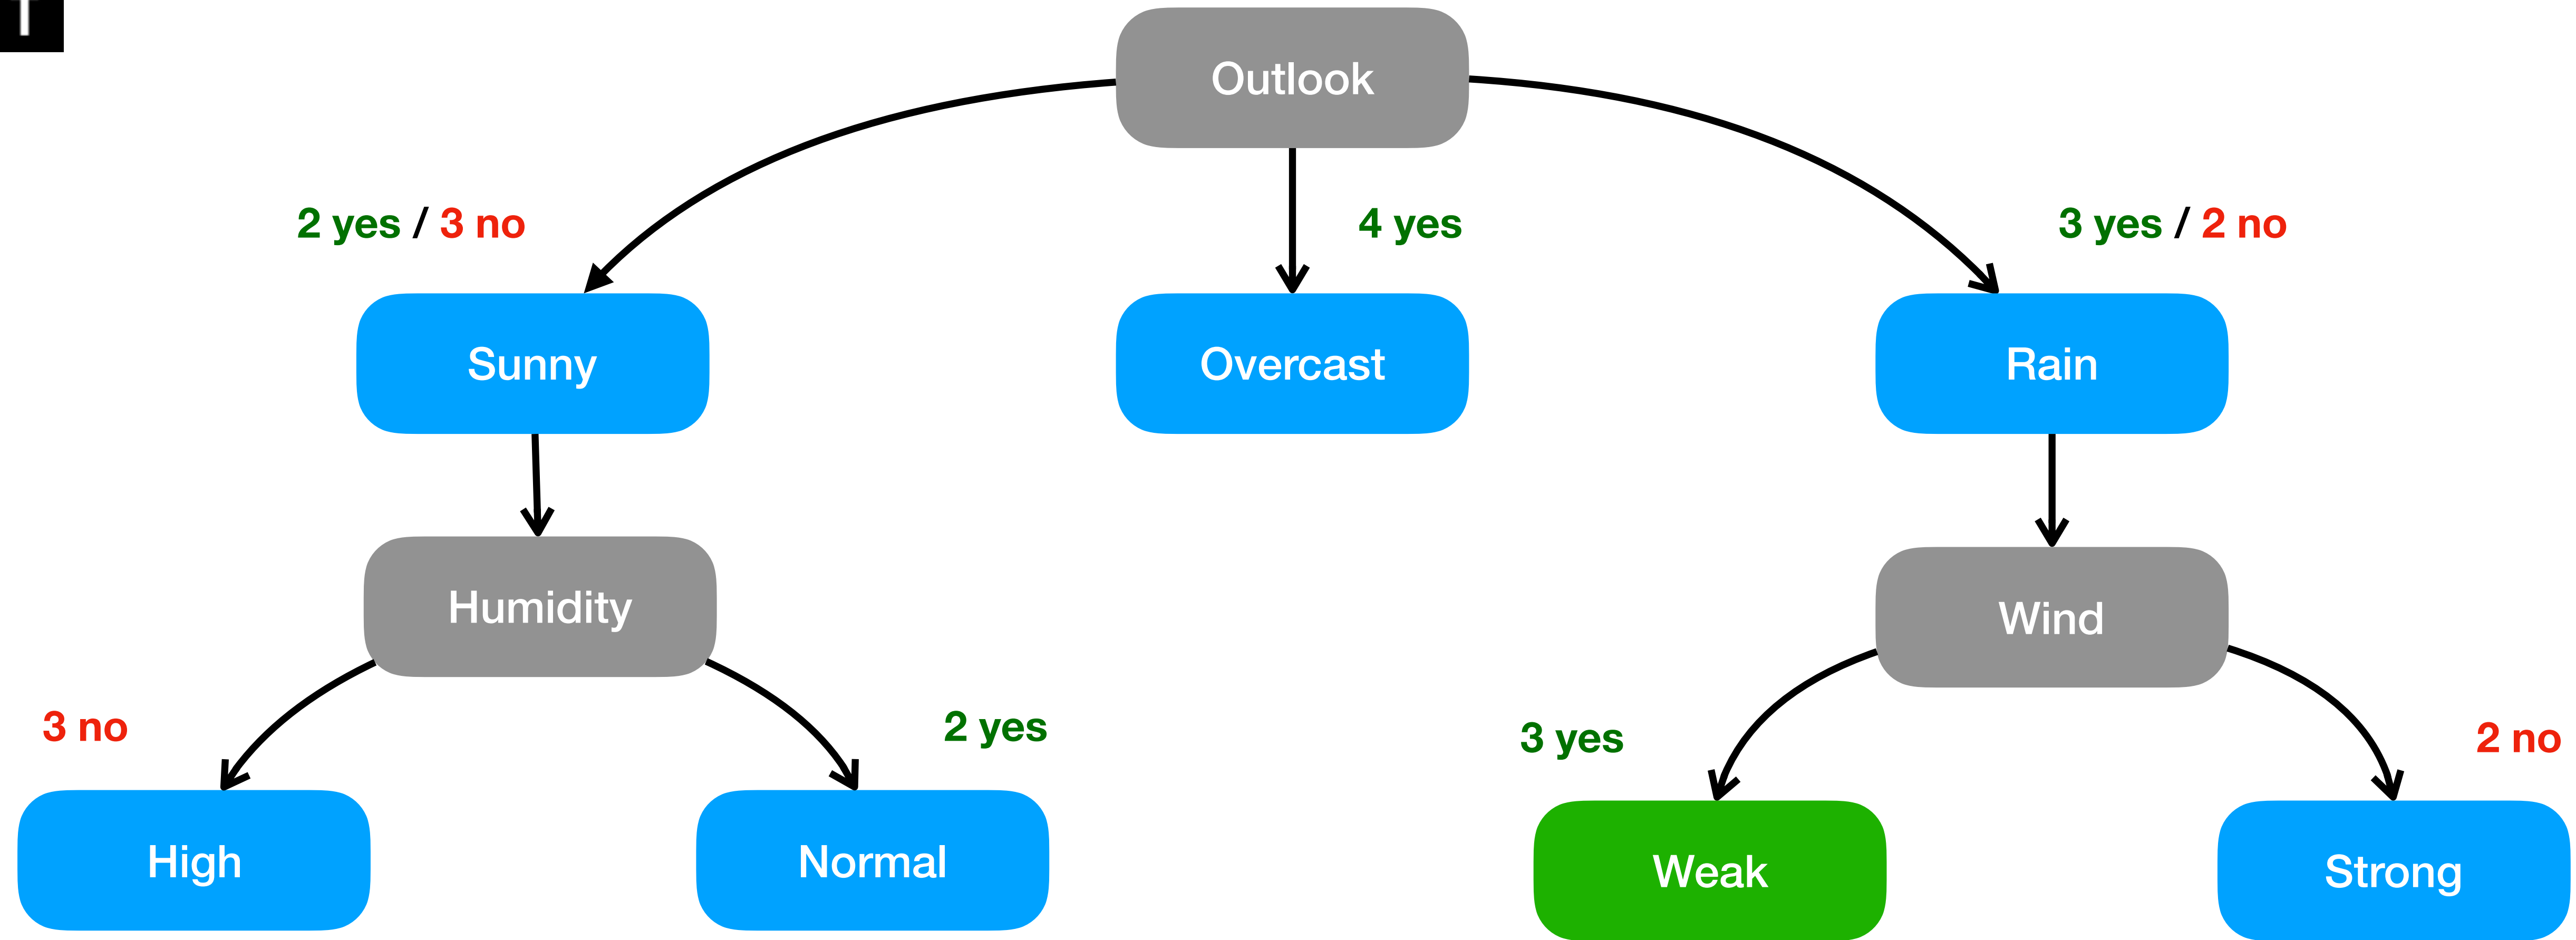 Outlook
2 yes / 3 no
4 yes
3 yes / 2 no
Sunny
Overcast
Rain
Humidity
Wind
3 no
2 yes
3 yes
2 no
High
Normal
Weak
Strong